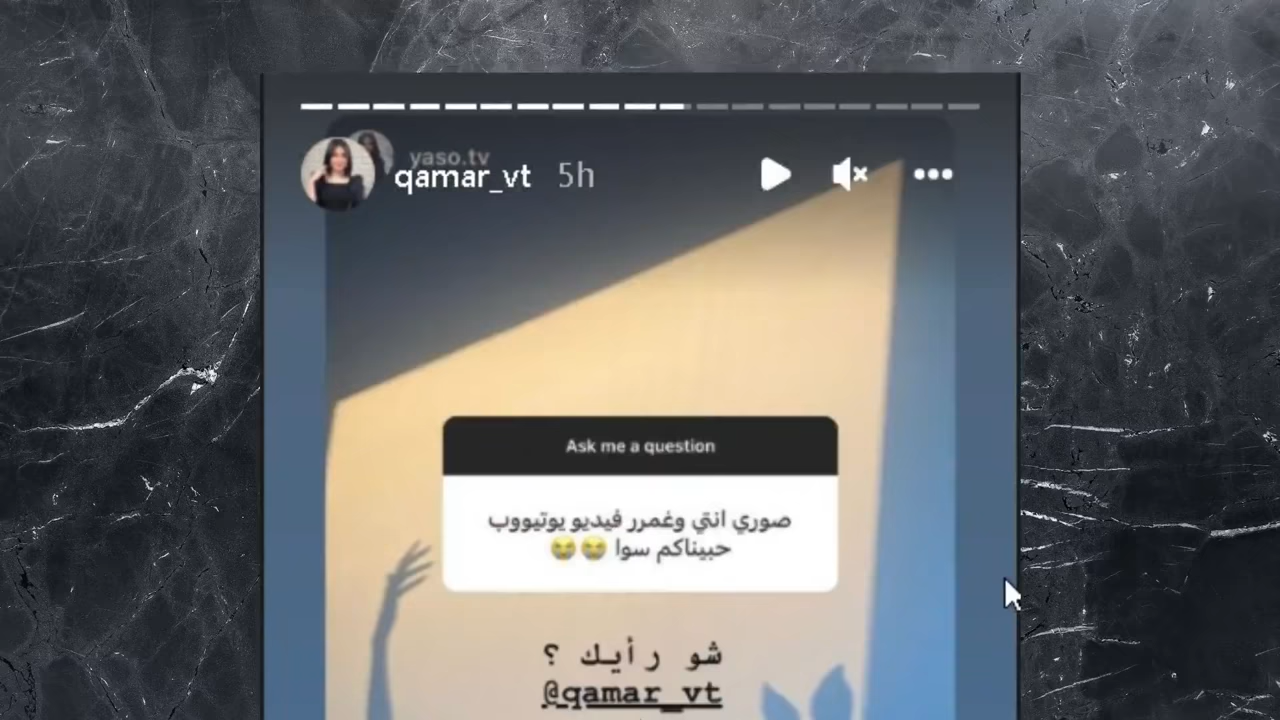 yaso.tv
qamar_vt 5h
Ask me a question
صوري انتي وغمرر فيديو يوتيووب
حبيناكم سوا 😭 😭
شو رأيك ؟
@qamar_vt